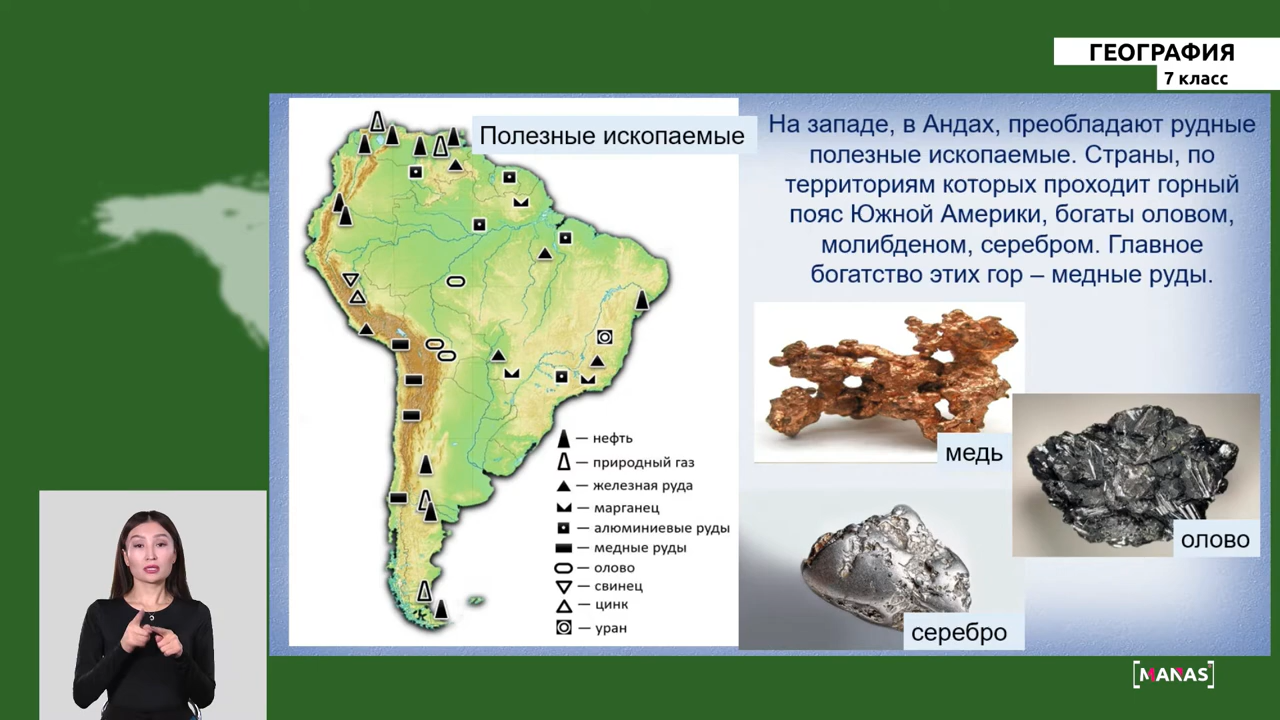 ГЕОГРАФИЯ
7 класс
Полезные ископаемые
На западе, в Андах, преобладают рудные
полезные ископаемые. Страны, по
территориям которых проходит горный
пояс Южной Америки, богаты оловом,
молибденом, серебром. Главное
богатство этих гор – медные руды.
— нефть
— природный газ
— железная руда
— марганец
— алюминиевые руды
— медные руды
— олово
— свинец
— цинк
— уран
медь
олово
серебро
[MANAS]